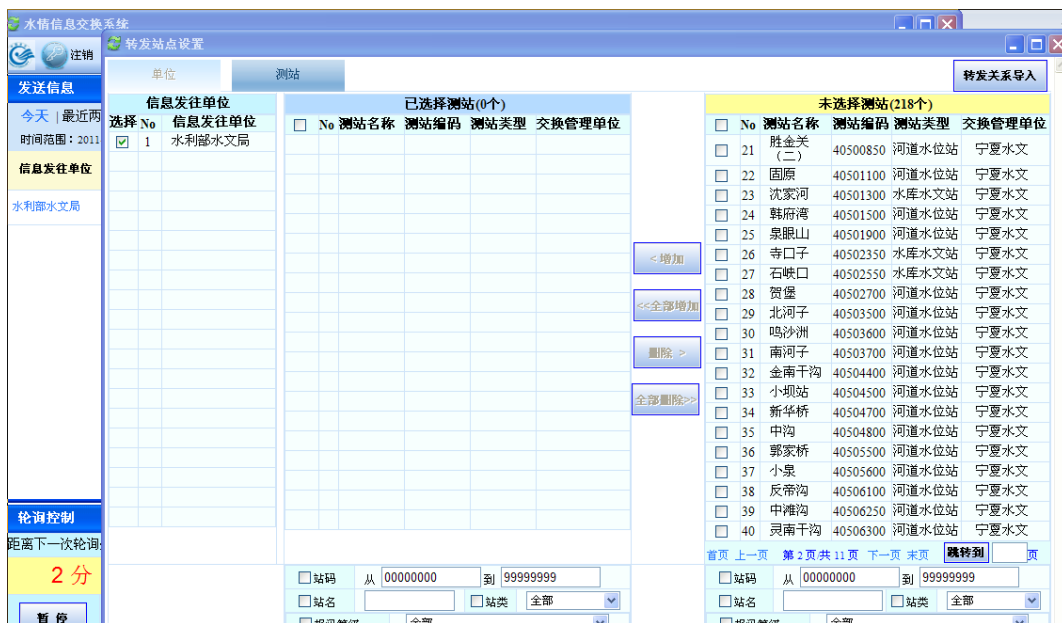 水情信息交换系统
转发站点设置
注销
单位 测站 转发关系导入
发送信息
今天 | 最近两
时间范围：2011
信息发往单位
水利部水文局
信息发往单位
选择 No 信息发往单位
1 水利部水文局
已选择测站(0个)
No 测站名称 测站编码 测站类型 交换管理单位
<增加
<<全部增加
删除 >
全部删除>>
未选择测站(218个)
No 测站名称 测站编码 测站类型 交换管理单位
21 胜金关（二） 40500850 河道水位站 宁夏水文
22 固原 40501100 河道水位站 宁夏水文
23 沈家河 40501300 水库水文站 宁夏水文
24 韩府湾 40501500 河道水位站 宁夏水文
25 泉眼山 40501900 河道水位站 宁夏水文
26 寺口子 40502350 水库水文站 宁夏水文
27 石峡口 40502550 水库水文站 宁夏水文
28 贺堡 40502700 河道水位站 宁夏水文
29 北河子 40503500 河道水位站 宁夏水文
30 鸣沙洲 40503600 河道水位站 宁夏水文
31 南河子 40503700 河道水位站 宁夏水文
32 金南干沟 40504400 河道水位站 宁夏水文
33 小坝站 40504500 河道水位站 宁夏水文
34 新华桥 40504700 河道水位站 宁夏水文
35 中沟 40504800 河道水位站 宁夏水文
36 郭家桥 40505500 河道水位站 宁夏水文
37 小泉 40505600 河道水位站 宁夏水文
38 反帝沟 40506100 河道水位站 宁夏水文
39 中滩沟 40506250 河道水位站 宁夏水文
40 灵南干沟 40506300 河道水位站 宁夏水文
首页 上一页 第2页/共11页 下一页 末页 跳转到 页
轮询控制
距离下一次轮询
2 分
暂 停
站码 从 00000000 到 99999999
站名 站类 全部
全部
站码 从 00000000 到 99999999
站名 站类 全部
全部